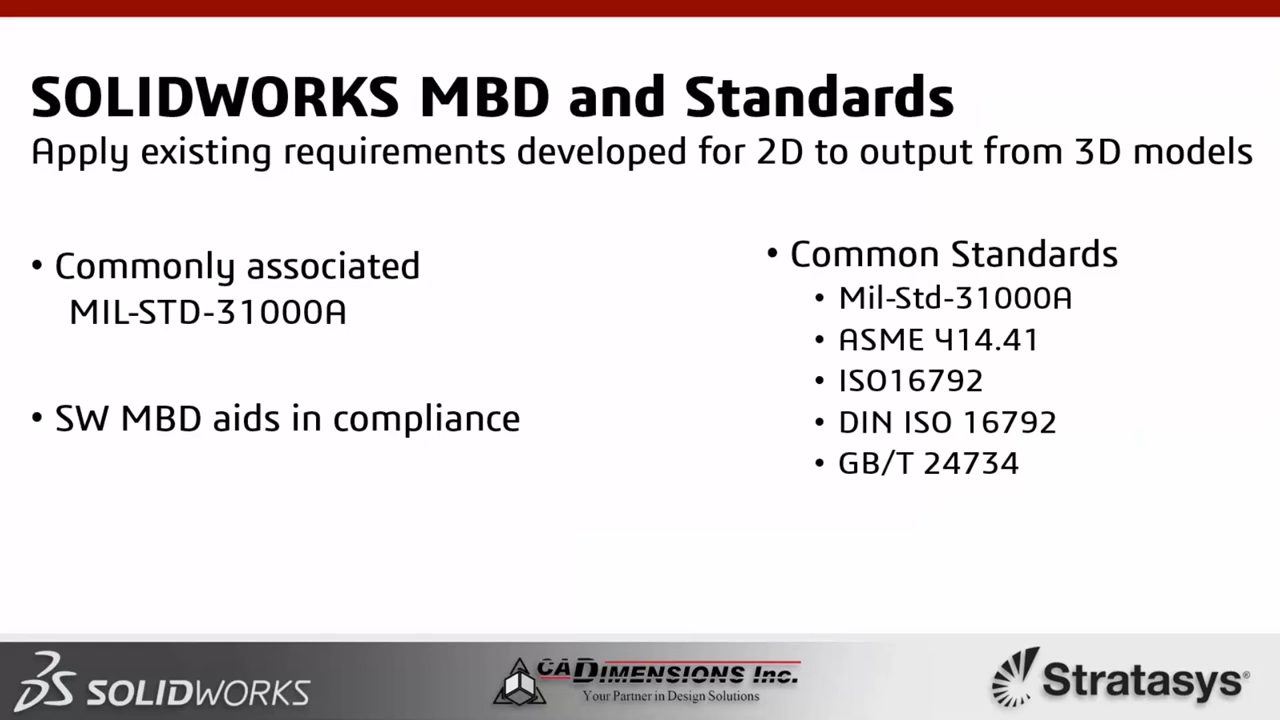 SOLIDWORKS MBD and Standards
Apply existing requirements developed for 2D to output from 3D models
• Commonly associated
MIL-STD-31000A
• SW MBD aids in compliance
• Common Standards
• Mil-Std-31000A
• ASME 414.41
• ISO16792
• DIN ISO 16792
• GB/T 24734
SOLIDWORKS
CADIMENSIONS Inc.
Your Partner in Design Solutions
Stratasys®